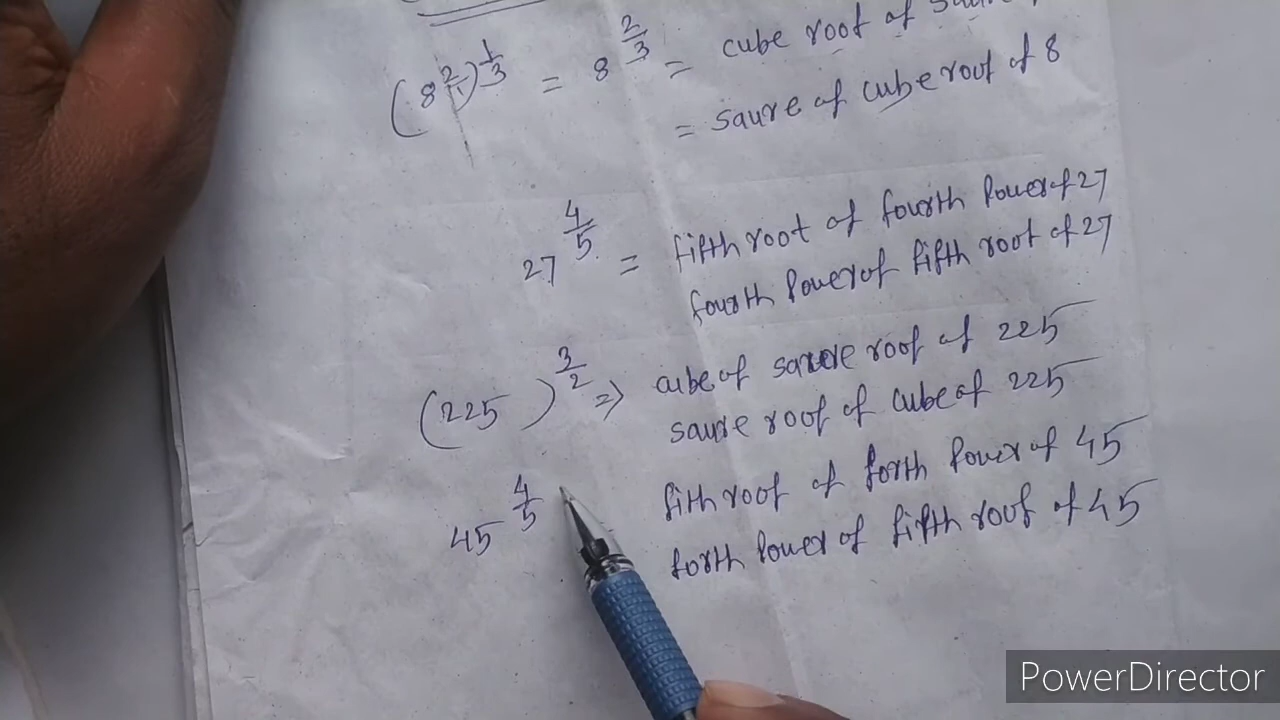 (8^{2/1})^{1/3} = 8^{2/3} = cube root of
= saure of cube root of 8
27^{4/5} = fifth root of fourth Power of 27
fourth Power of fifth root of 27
(225)^{3/2} => cube of saure root of 225
saure root of cube of 225
45^{4/5} fith root of forth Power of 45
forth Power of fifth root of 45
PowerDirector